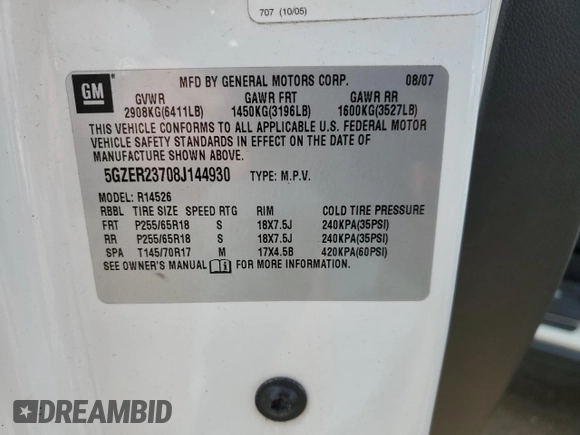 707 (10/05)
GM
MFD BY GENERAL MOTORS CORP. 08/07
GVWR GAWR FRT GAWR RR
2908KG(6411LB) 1450KG(3196LB) 1600KG(3527LB)
THIS VEHICLE CONFORMS TO ALL APPLICABLE U.S. FEDERAL MOTOR
VEHICLE SAFETY STANDARDS IN EFFECT ON THE DATE OF
MANUFACTURE SHOWN ABOVE.
5GZER23708J144930 TYPE: M.P.V.
MODEL: R14526
RBBL TIRE SIZE SPEED RTG RIM COLD TIRE PRESSURE
FRT P255/65R18 S 18X7.5J 240KPA(35PSI)
RR P255/65R18 S 18X7.5J 240KPA(35PSI)
SPA T145/70R17 M 17X4.5B 420KPA(60PSI)
SEE OWNER'S MANUAL FOR MORE INFORMATION.
DREAMBID